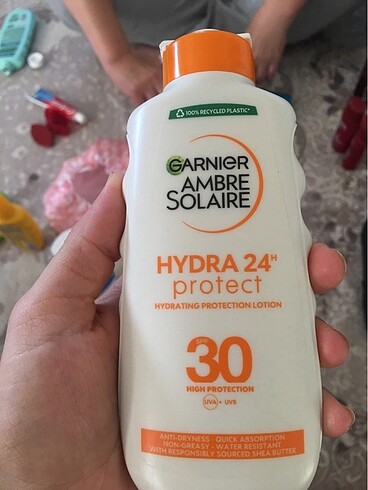 100% RECYCLED PLASTIC*
GARNIER
AMBRE
SOLAIRE
HYDRA 24H
protect
HYDRATING PROTECTION LOTION
SPF
30
HIGH PROTECTION
UVA + UVB
ANTI-DRYNESS - QUICK ABSORPTION
NON-GREASY - WATER RESISTANT
WITH RESPONSIBLY SOURCED SHEA BUTTER